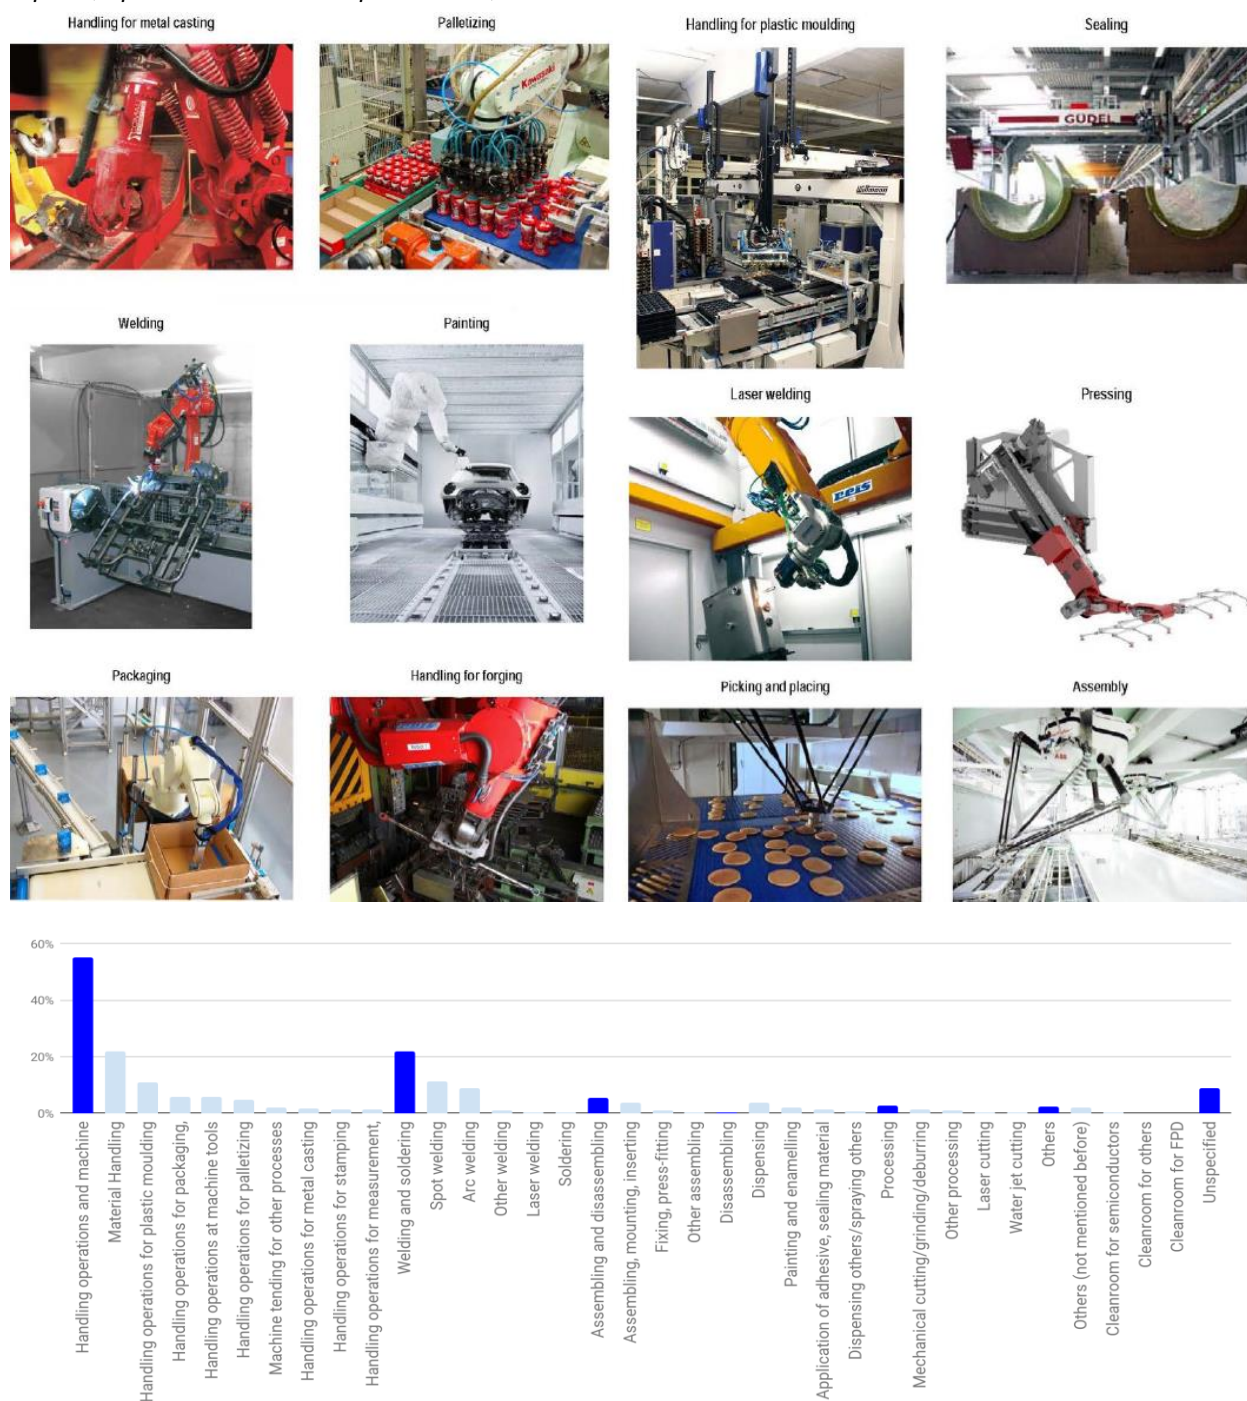 Handling for metal casting
Palletizing
Handling for plastic moulding
Sealing
Kawasaki
GÜDEL
Wittmann
Welding
Painting
Laser welding
Pressing
REIS
Packaging
Handling for forging
Picking and placing
Assembly
ABB
60%
40%
20%
0%
Handling operations and machine
Material Handling
Handling operations for plastic moulding
Handling operations for packaging,
Handling operations at machine tools
Handling operations for palletizing
Machine tending for other processes
Handling operations for metal casting
Handling operations for stamping
Handling operations for measurement,
Welding and soldering
Spot welding
Arc welding
Other welding
Laser welding
Soldering
Assembling and disassembling
Assembling, mounting, inserting
Fixing, press-fitting
Other assembling
Disassembling
Dispensing
Painting and enamelling
Application of adhesive, sealing material
Dispensing others/spraying others
Processing
Mechanical cutting/grinding/deburring
Other processing
Laser cutting
Water jet cutting
Others
Others (not mentioned before)
Cleanroom for semiconductors
Cleanroom for others
Cleanroom for FPD
Unspecified